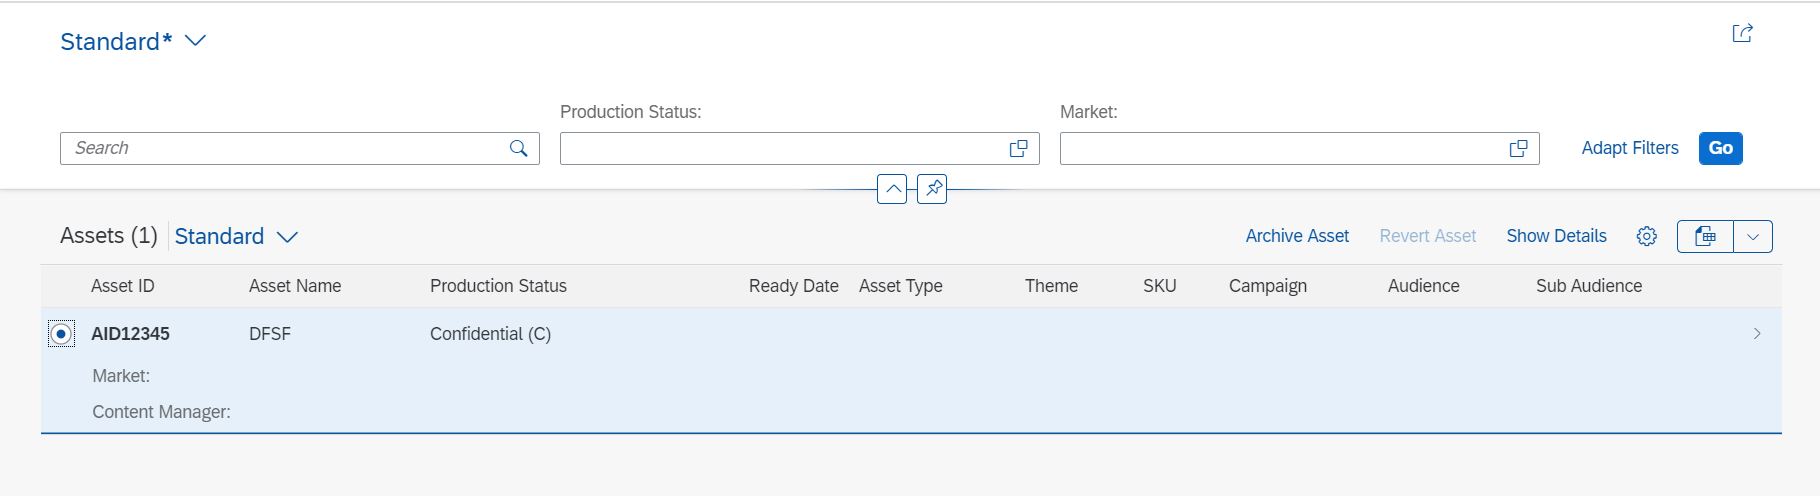 Standard*
Production Status:
Market:
Search
Adapt Filters
Go
Assets (1)
Standard
Archive Asset
Revert Asset
Show Details
Asset ID
Asset Name
Production Status
Ready Date
Asset Type
Theme
SKU
Campaign
Audience
Sub Audience
AID12345
DFSF
Confidential (C)
Market:
Content Manager: